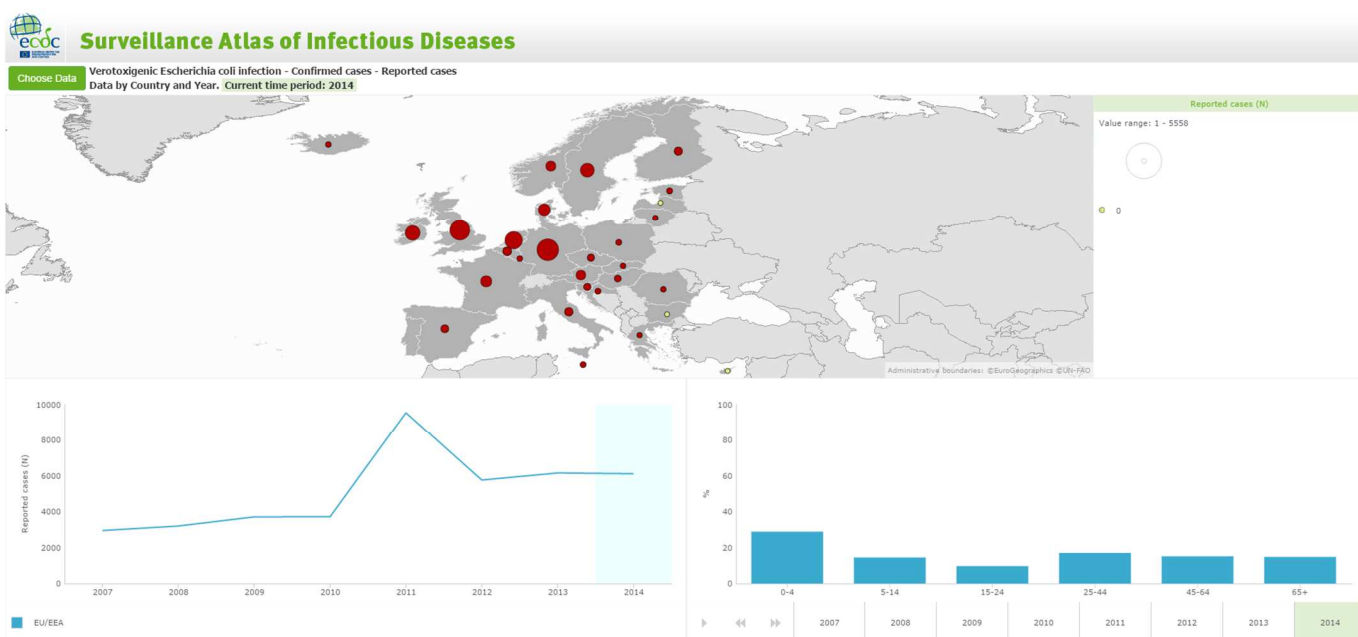 ecdc
Surveillance Atlas of Infectious Diseases
Choose Data
Verotoxigenic Escherichia coli infection - Confirmed cases - Reported cases
Data by Country and Year. Current time period: 2014
Reported cases (N)
Value range: 1 - 5558
0
Administrative boundaries: ©EuroGeographics ©UN-FAO
10000
8000
6000
4000
2000
0
Reported cases (N)
2007 2008 2009 2010 2011 2012 2013 2014
EU/EEA
100
80
60
40
20
0
%
0-4 5-14 15-24 25-44 45-64 65+
2007 2008 2009 2010 2011 2012 2013 2014